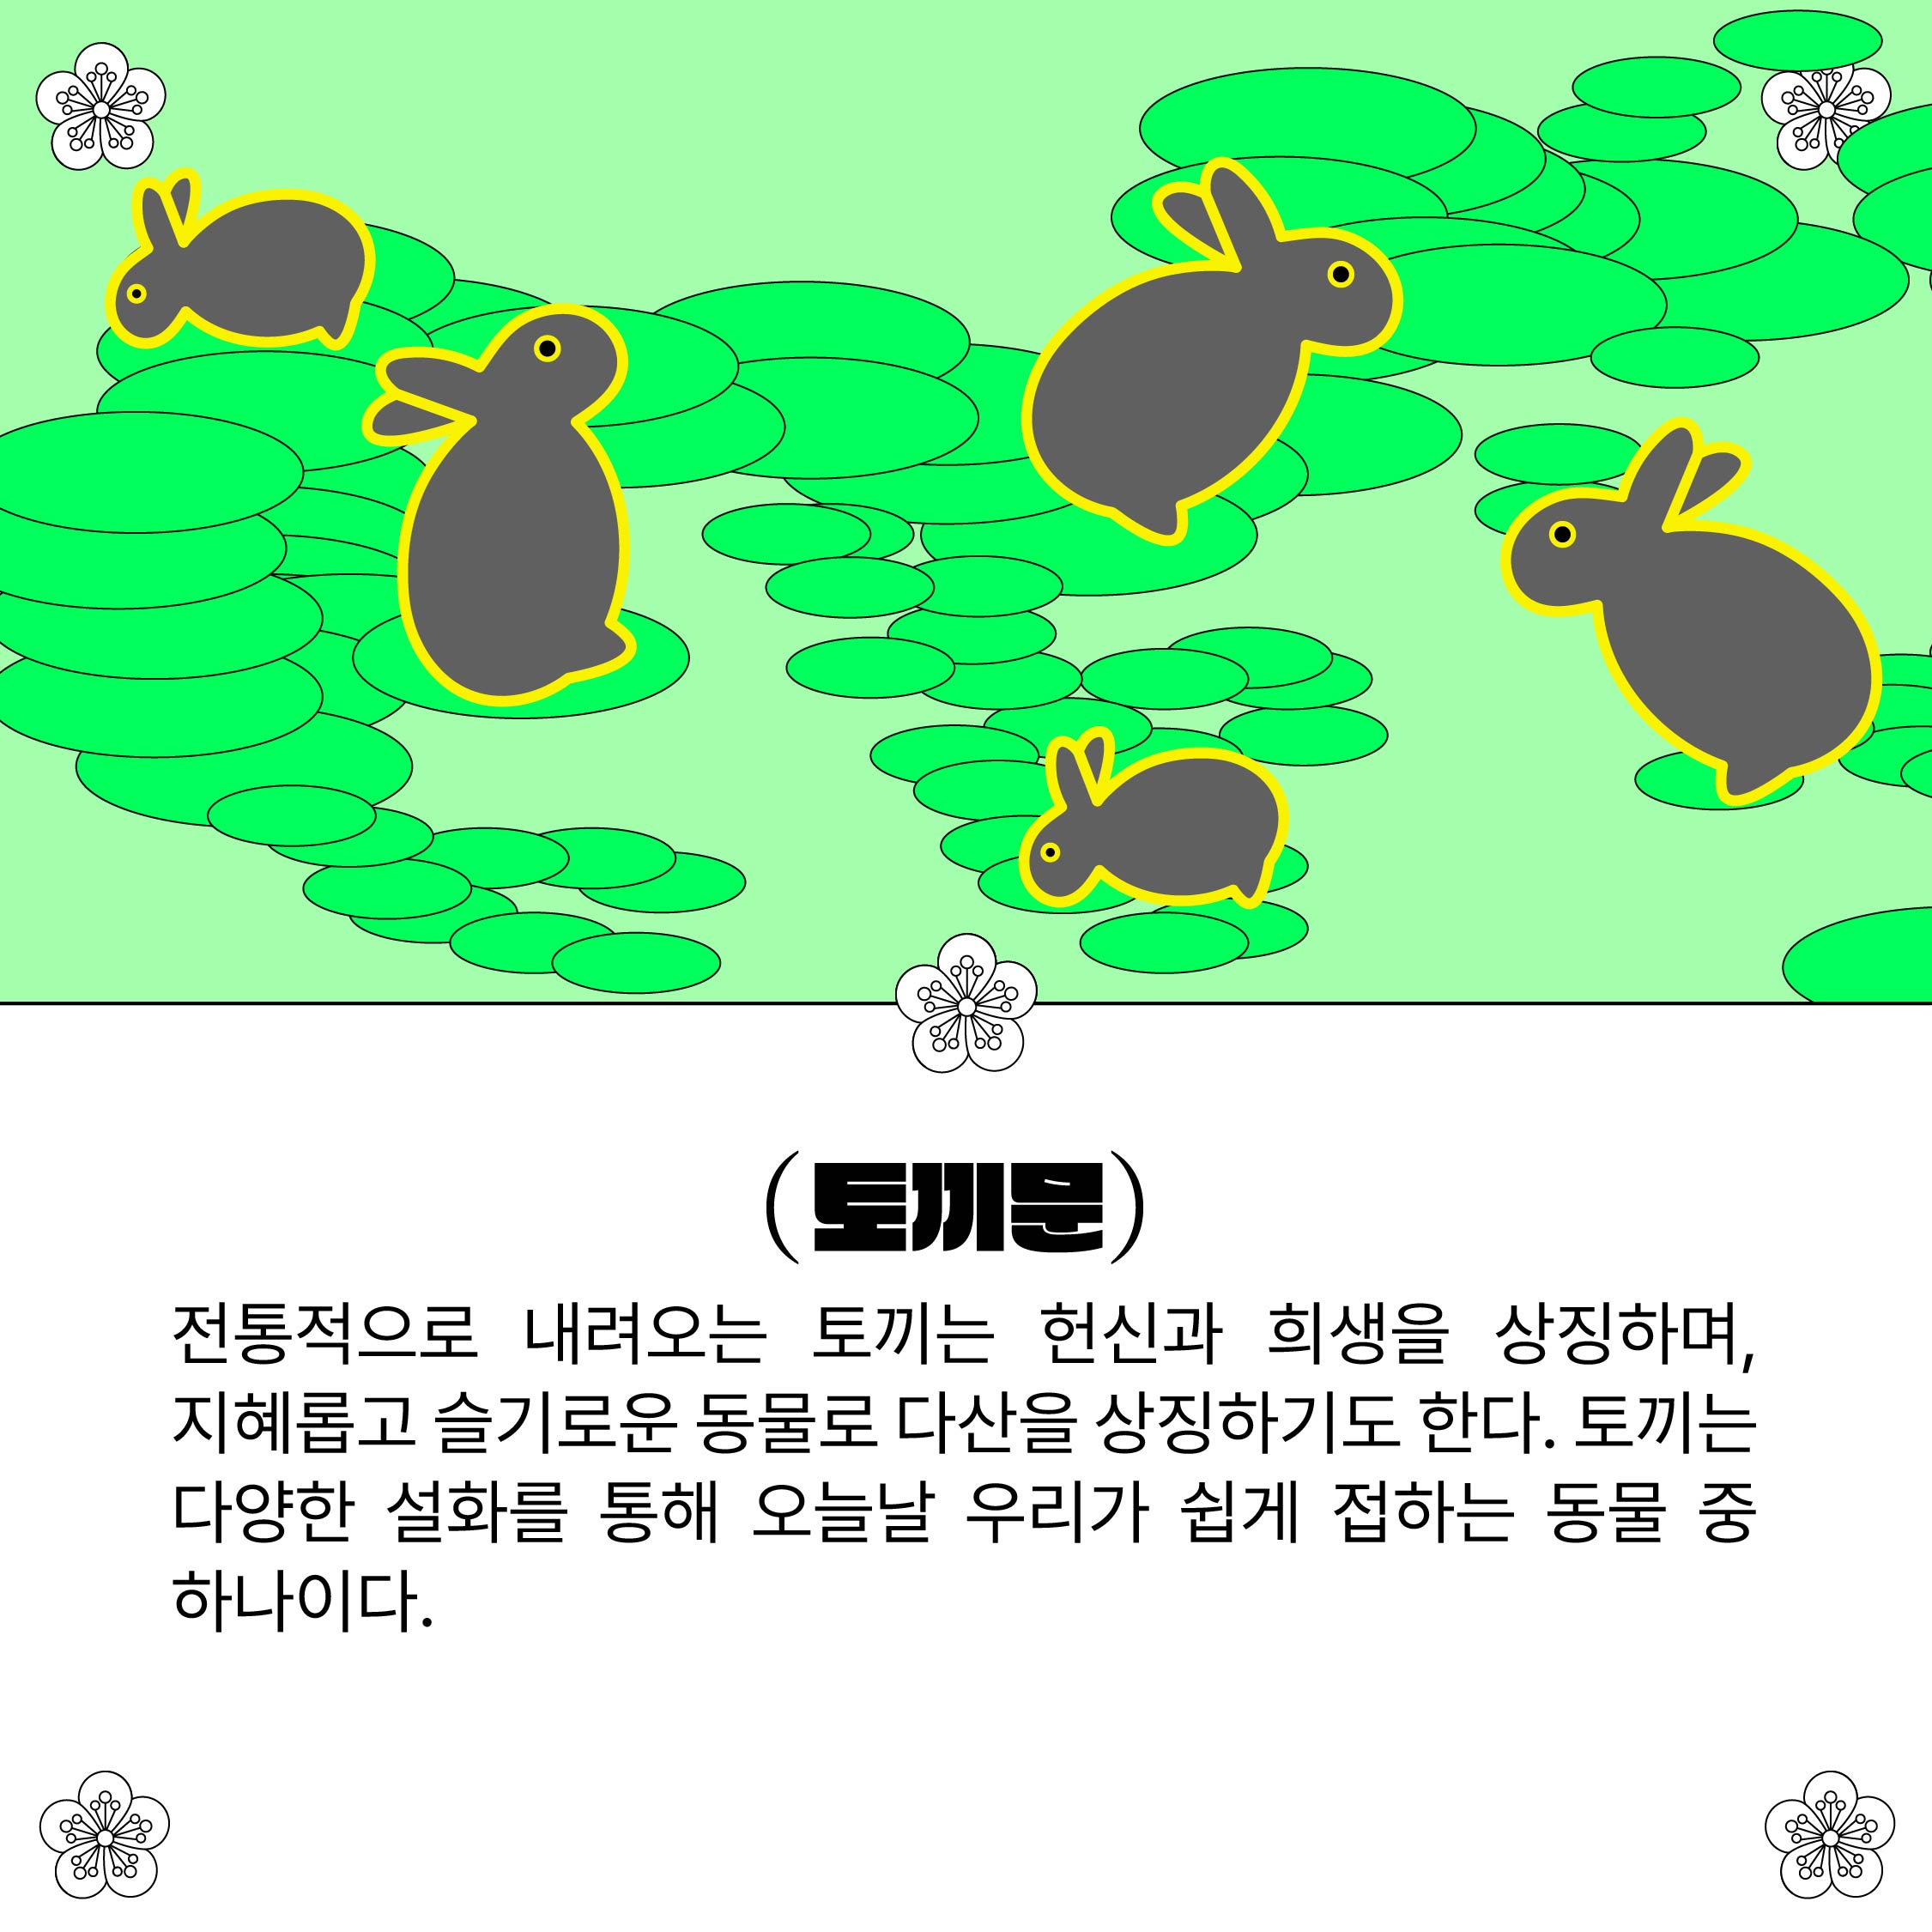 (토끼문)
전통적으로 내려오는 토끼는 헌신과 희생을 상징하며,
지혜롭고 슬기로운 동물로 다산을 상징하기도 한다. 토끼는
다양한 설화를 통해 오늘날 우리가 쉽게 접하는 동물 중
하나이다.